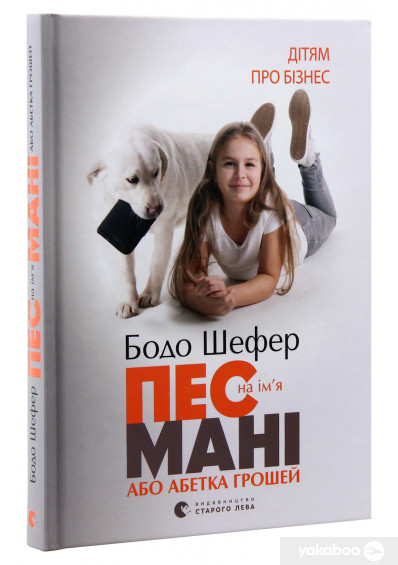 ДІТЯМ
ПРО БІЗНЕС
Бодо Шефер
ПЕС
на ім'я
МАНІ
АБО АБЕТКА ГРОШЕЙ
ВИДАВНИЦТВО
СТАРОГО ЛЕВА
Бодо Шефер ПЕС на ім'я МАНІ АБО АБЕТКА ГРОШЕЙ
yakaboo